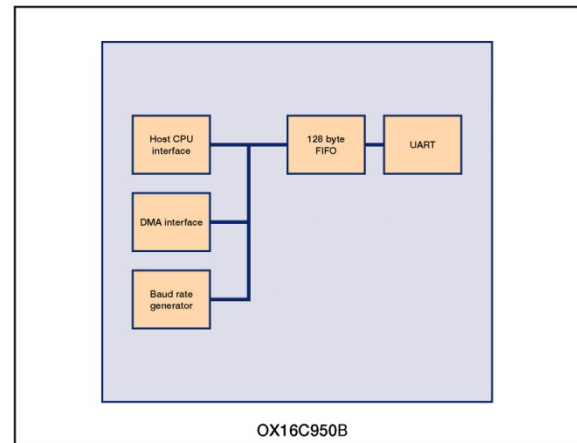 Host CPU
interface
128 byte
FIFO
UART
DMA interface
Baud rate
generator
OX16C950B